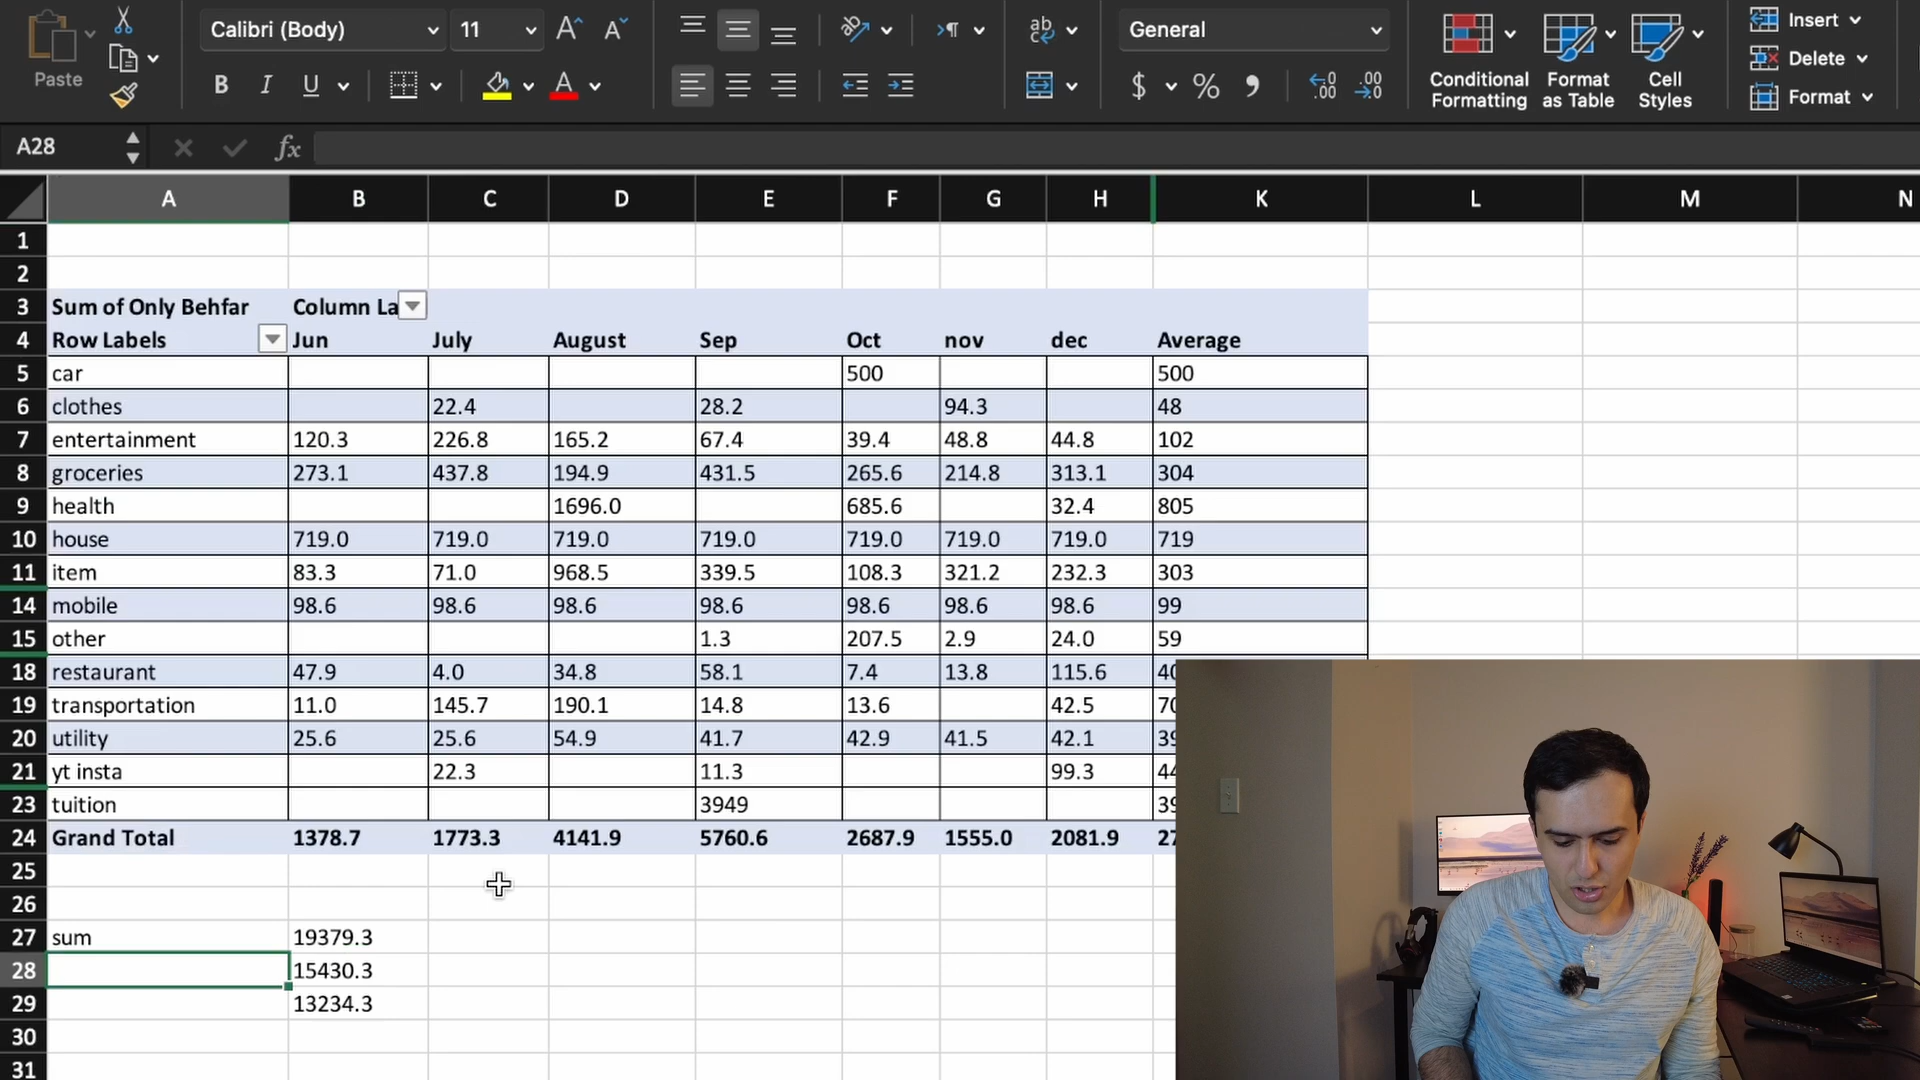 Calibri (Body) 11 A^ A˅ ab ¶ ab c General Insert
Paste Delete
B I U A $ % 9 .00 Conditional Formatting Format as Table Cell Styles Format
A28 fx
A B C D E F G H K L M N
1
2
3 Sum of Only Behfar Column La
4 Row Labels Jun July August Sep Oct nov dec Average
5 car 500 500
6 clothes 22.4 28.2 94.3 48
7 entertainment 120.3 226.8 165.2 67.4 39.4 48.8 44.8 102
8 groceries 273.1 437.8 194.9 431.5 265.6 214.8 313.1 304
9 health 1696.0 685.6 32.4 805
10 house 719.0 719.0 719.0 719.0 719.0 719.0 719.0 719
11 item 83.3 71.0 968.5 339.5 108.3 321.2 232.3 303
14 mobile 98.6 98.6 98.6 98.6 98.6 98.6 98.6 99
15 other 1.3 207.5 2.9 24.0 59
18 restaurant 47.9 4.0 34.8 58.1 7.4 13.8 115.6 40
19 transportation 11.0 145.7 190.1 14.8 13.6 42.5 70
20 utility 25.6 25.6 54.9 41.7 42.9 41.5 42.1 39
21 yt insta 22.3 11.3 99.3 44
23 tuition 3949 39
24 Grand Total 1378.7 1773.3 4141.9 5760.6 2687.9 1555.0 2081.9 27
25
26
27 sum 19379.3
28 15430.3
29 13234.3
30
31